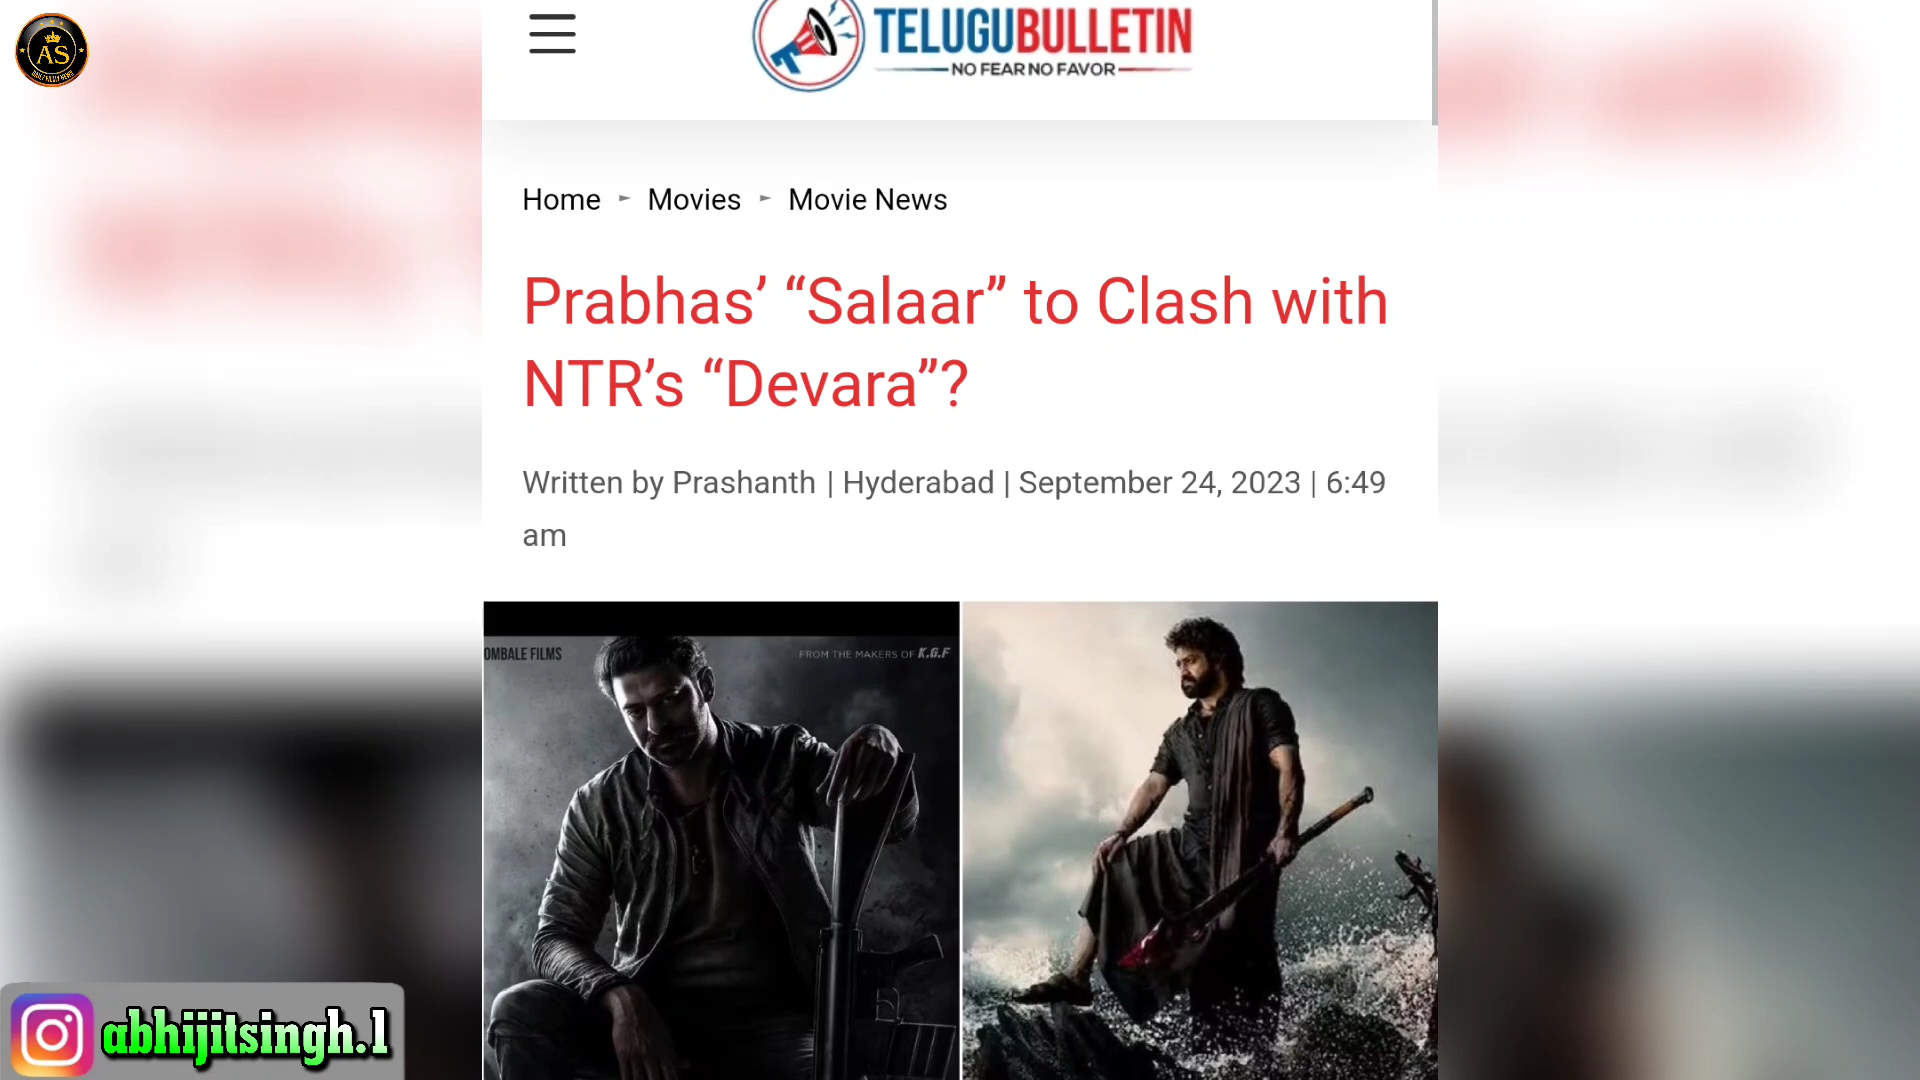 AS
TELUGUBULLETIN
NO FEAR NO FAVOR
Home ► Movies ► Movie News
Prabhas’ “Salaar” to Clash with
NTR’s “Devara”?
Written by Prashanth | Hyderabad | September 24, 2023 | 6:49
am
OMBALE FILMS
FROM THE MAKERS OF K.G.F
abhijitsingh.1